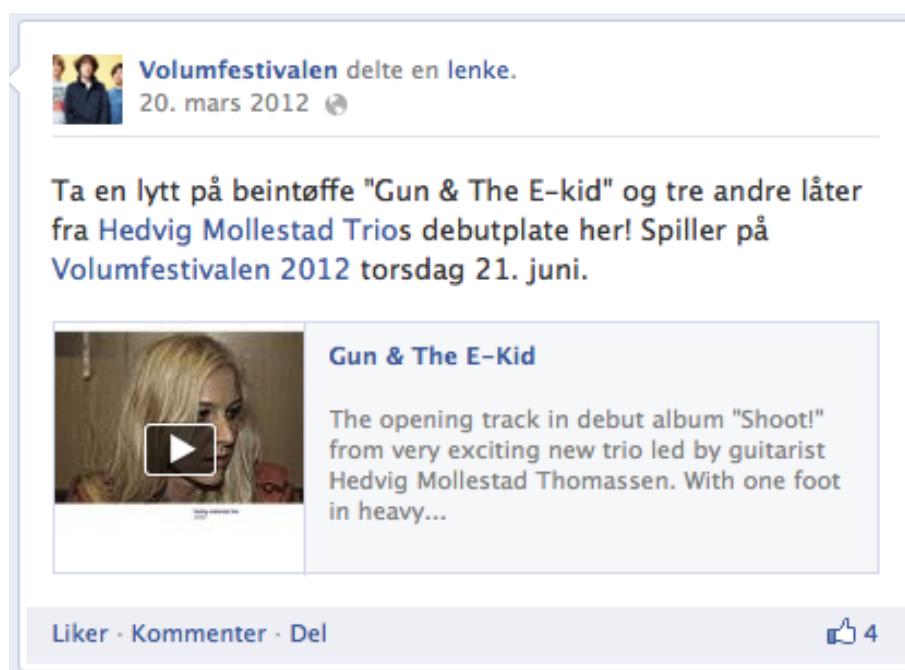 Volumfestivalen delte en lenke.
20. mars 2012
Ta en lytt på beintøffe "Gun & The E-kid" og tre andre låter
fra Hedvig Mollestad Trios debutplate her! Spiller på
Volumfestivalen 2012 torsdag 21. juni.
Gun & The E-Kid
The opening track in debut album "Shoot!"
from very exciting new trio led by guitarist
Hedvig Mollestad Thomassen. With one foot
in heavy...
Liker · Kommenter · Del
4